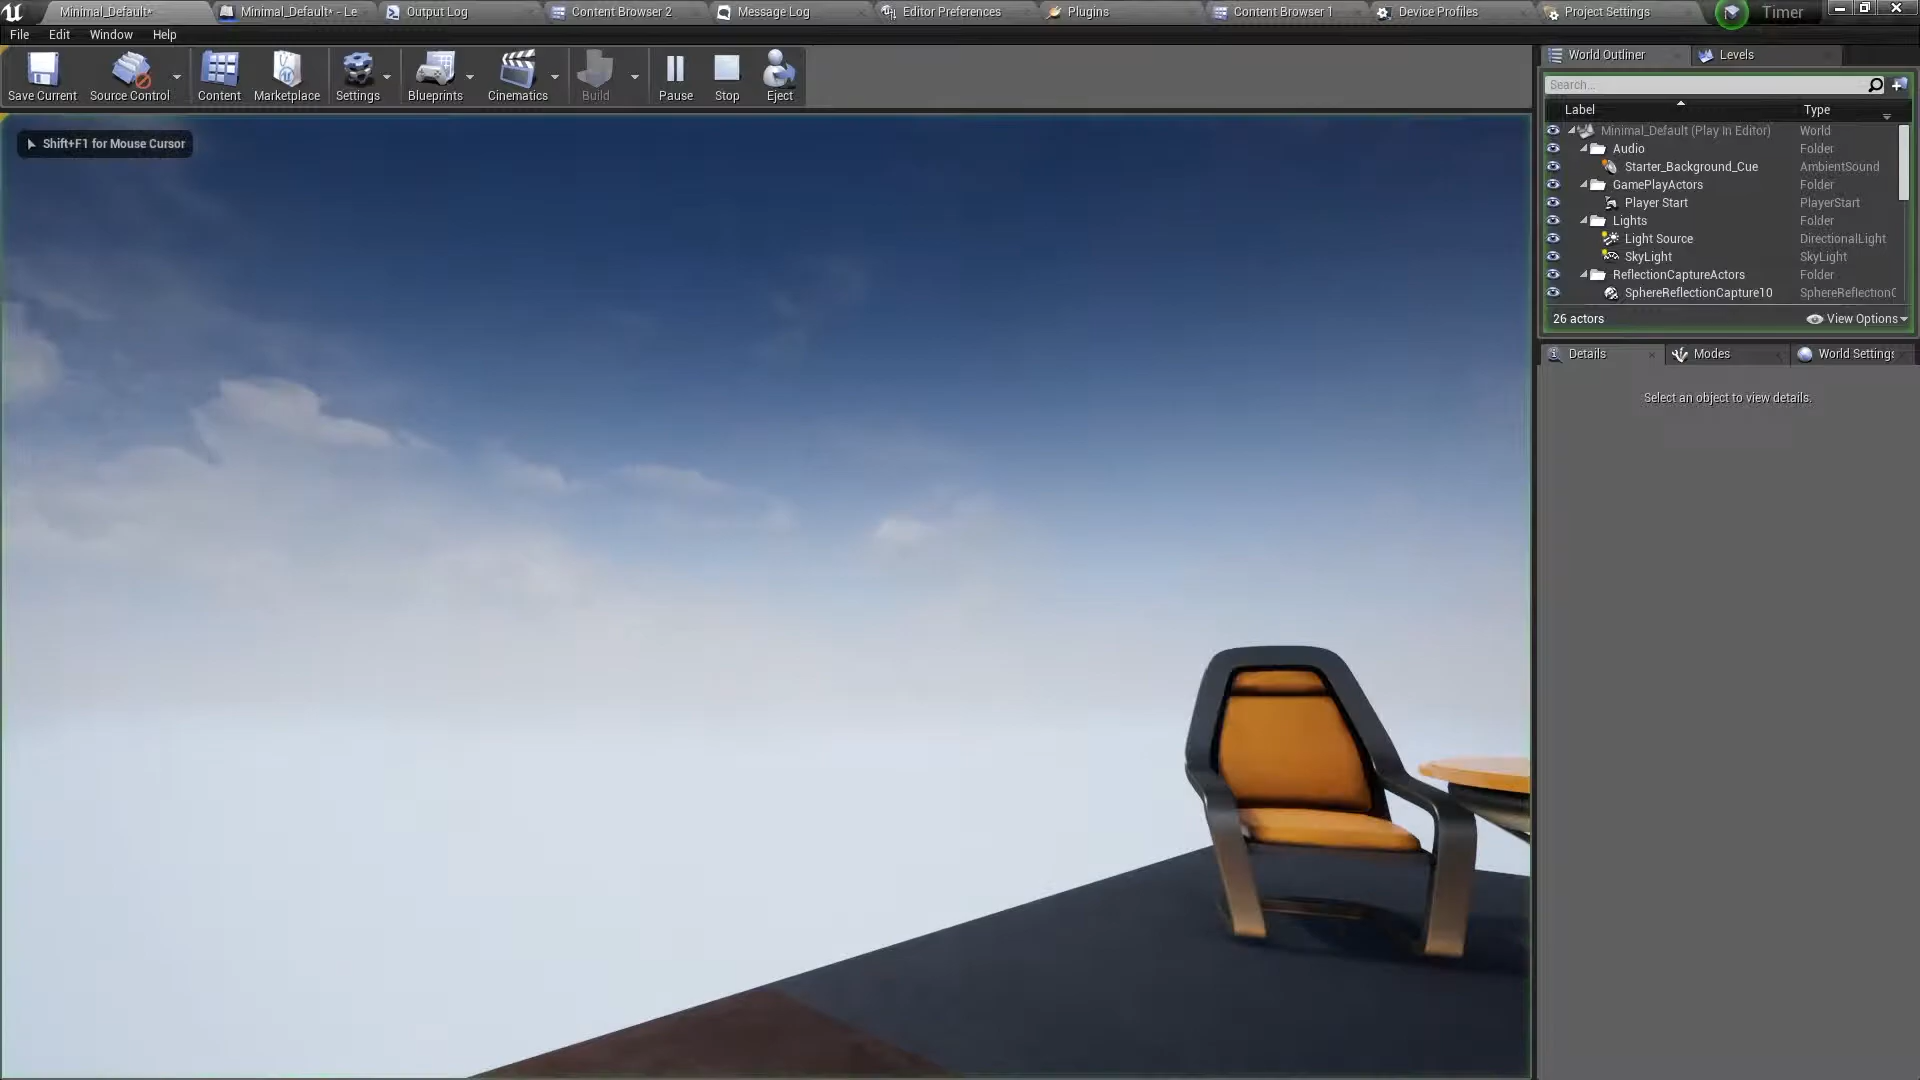 Minimal_Default*
Minimal_Default* - Le
Output Log
Content Browser 2
Message Log
Editor Preferences
Plugins
Content Browser 1
Device Profiles
Project Settings
Timer
File
Edit
Window
Help
Save Current
Source Control
Content
Marketplace
Settings
Blueprints
Cinematics
Build
Pause
Stop
Eject
Shift+F1 for Mouse Cursor
World Outliner
Levels
Search...
Label
Type
Minimal_Default (Play In Editor) World
Audio Folder
Starter_Background_Cue AmbientSound
GamePlayActors Folder
Player Start PlayerStart
Lights Folder
Light Source DirectionalLight
SkyLight SkyLight
ReflectionCaptureActors Folder
SphereReflectionCapture10 SphereReflectionC
26 actors
View Options
Details
Modes
World Settings
Select an object to view details.